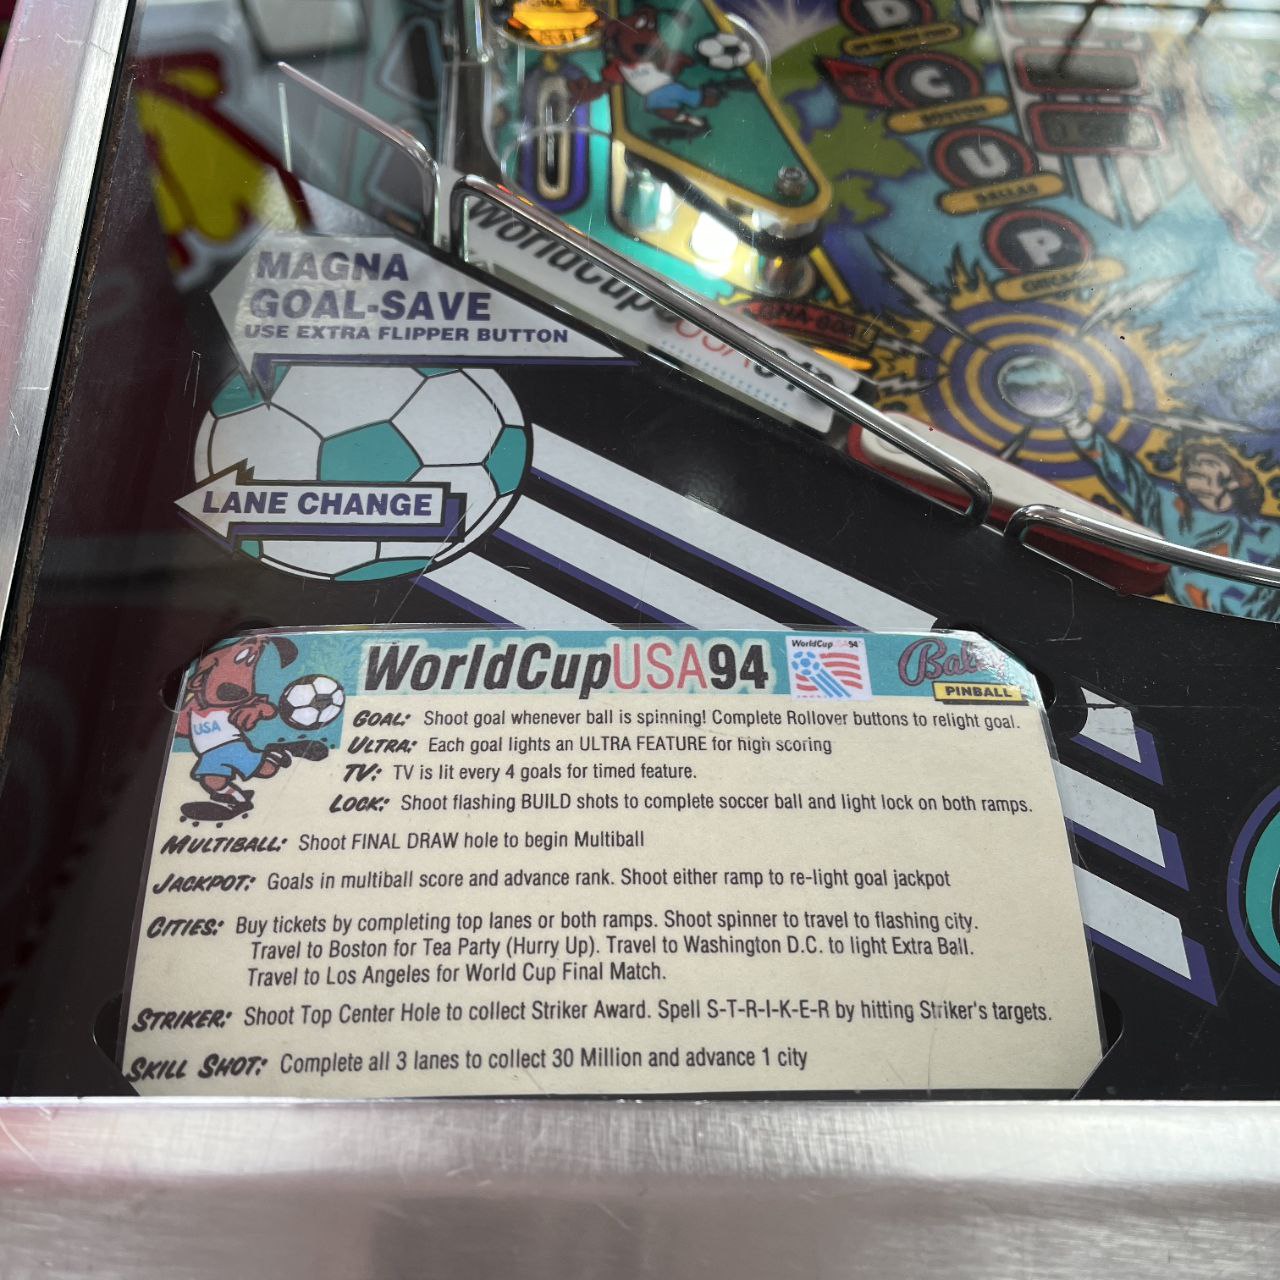 D
C
BOSTON
U
DALLAS
P
CHICAGO
USA
WorldCupUSA94
MAGNA
GOAL-SAVE
USE EXTRA FLIPPER BUTTON
LANE CHANGE
WorldCupUSA94
WorldCupUSA94
Bally
PINBALL
USA
GOAL: Shoot goal whenever ball is spinning! Complete Rollover buttons to relight goal.
ULTRA: Each goal lights an ULTRA FEATURE for high scoring
TV: TV is lit every 4 goals for timed feature.
LOCK: Shoot flashing BUILD shots to complete soccer ball and light lock on both ramps.
MULTIBALL: Shoot FINAL DRAW hole to begin Multiball
JACKPOT: Goals in multiball score and advance rank. Shoot either ramp to re-light goal jackpot
CITIES: Buy tickets by completing top lanes or both ramps. Shoot spinner to travel to flashing city.
Travel to Boston for Tea Party (Hurry Up). Travel to Washington D.C. to light Extra Ball.
Travel to Los Angeles for World Cup Final Match.
STRIKER: Shoot Top Center Hole to collect Striker Award. Spell S-T-R-I-K-E-R by hitting Striker's targets.
SKILL SHOT: Complete all 3 lanes to collect 30 Million and advance 1 city